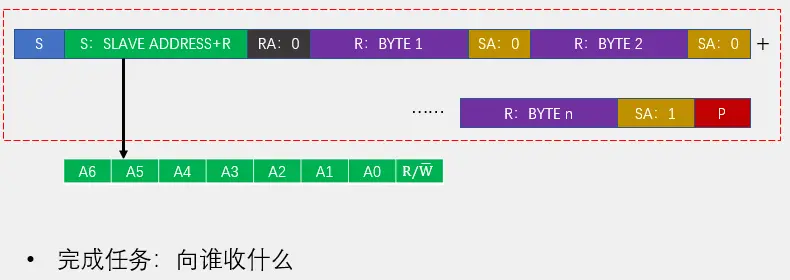 S S：SLAVE ADDRESS+R RA：0 R：BYTE 1 SA：0 R：BYTE 2 SA：0 +
…… R：BYTE n SA：1 P
A6 A5 A4 A3 A2 A1 A0 R/W̅
• 完成任务：向谁收什么